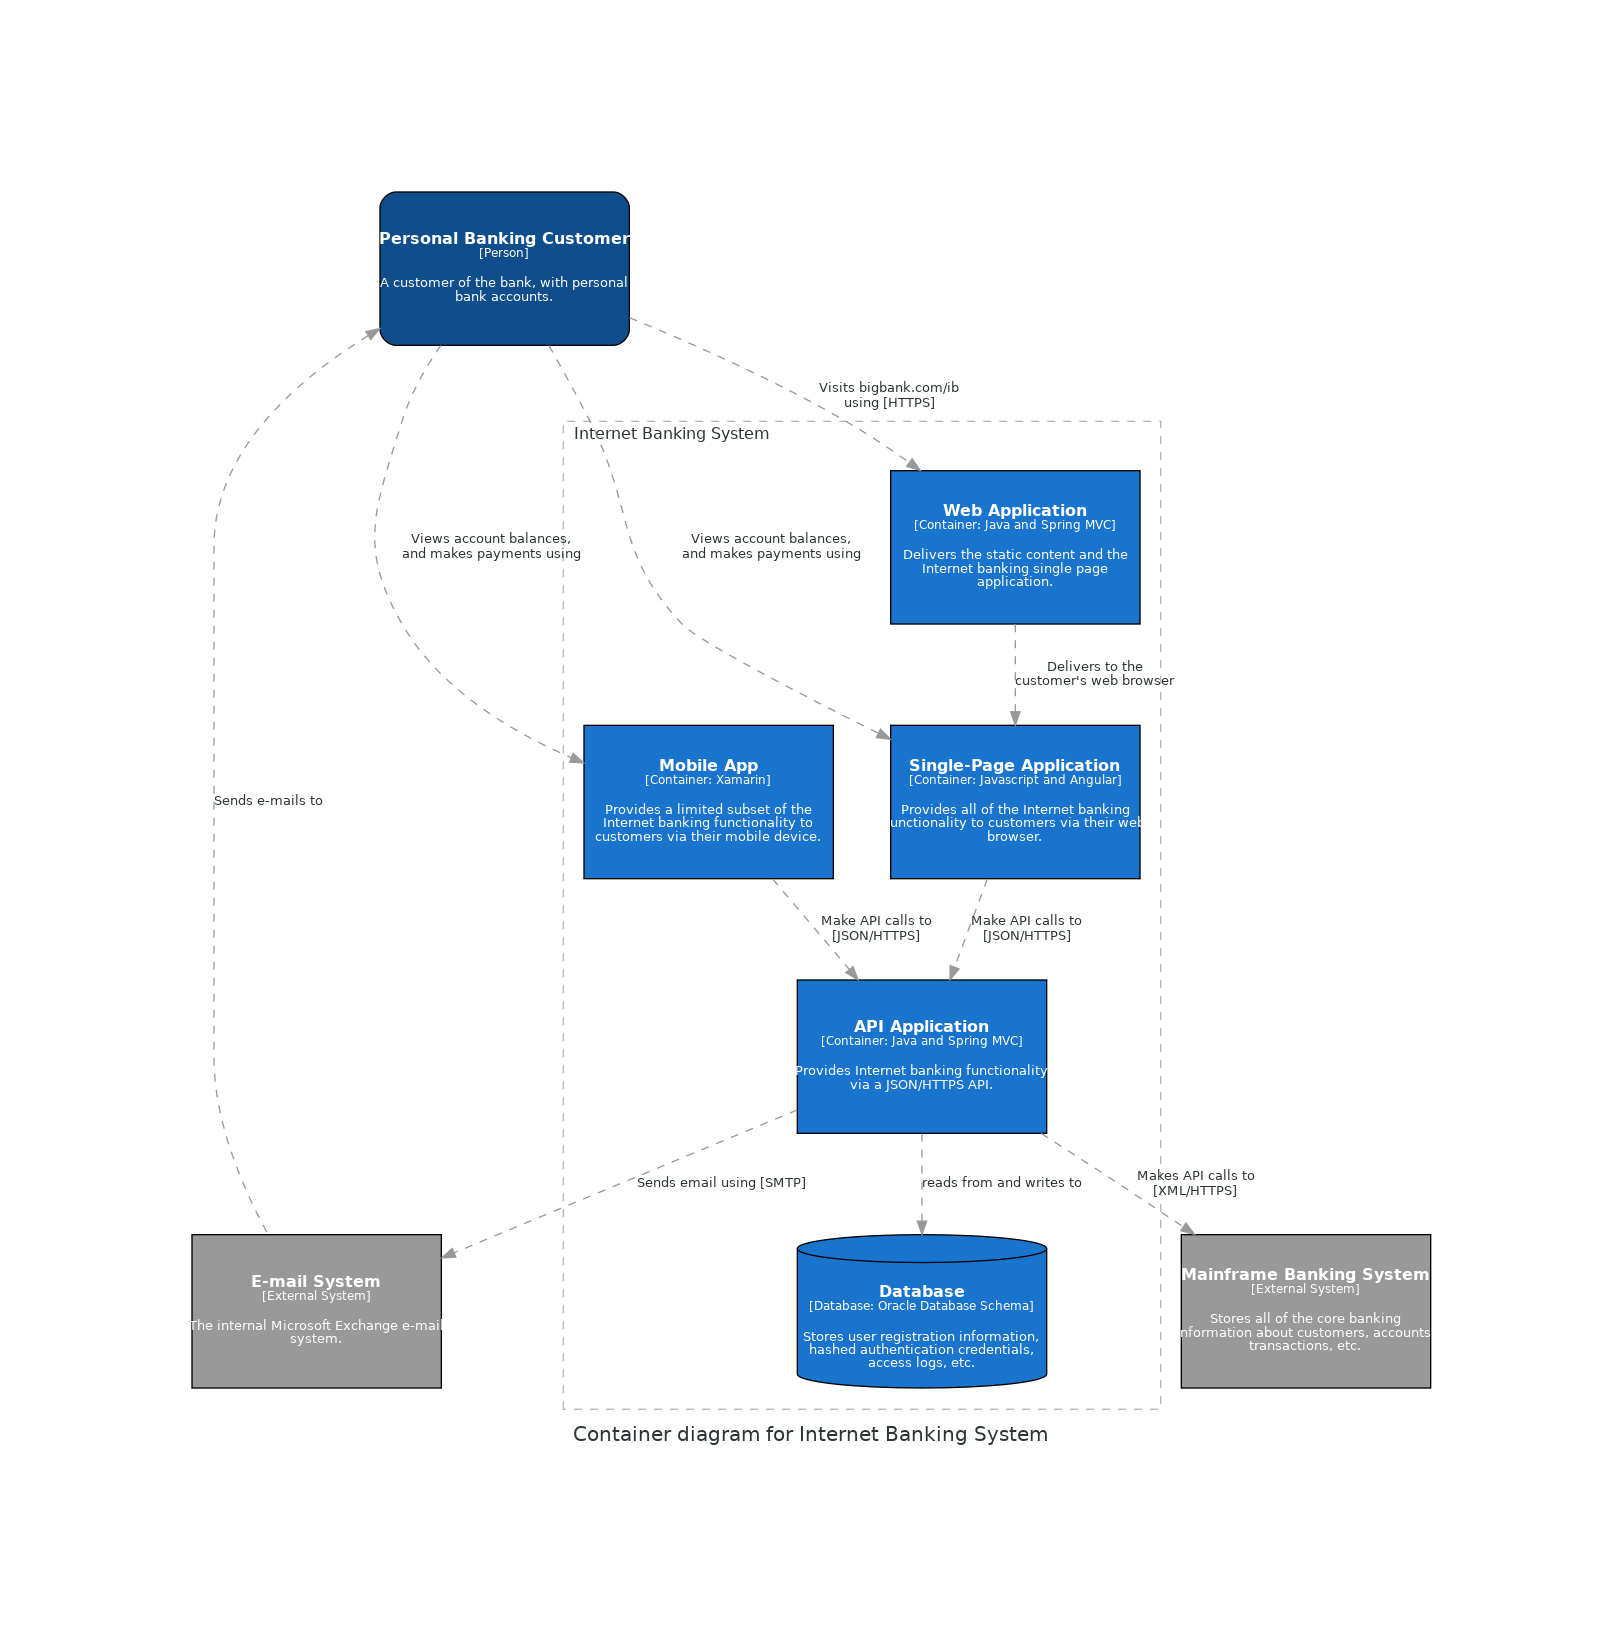 Personal Banking Customer
[Person]
A customer of the bank, with personal
bank accounts.
Visits bigbank.com/ib
using [HTTPS]
Internet Banking System
Web Application
[Container: Java and Spring MVC]
Delivers the static content and the
Internet banking single page
application.
Views account balances,
and makes payments using
Views account balances,
and makes payments using
Delivers to the
customer's web browser
Mobile App
[Container: Xamarin]
Provides a limited subset of the
Internet banking functionality to
customers via their mobile device.
Single-Page Application
[Container: Javascript and Angular]
Provides all of the Internet banking
unctionality to customers via their web
browser.
Sends e-mails to
Make API calls to
[JSON/HTTPS]
Make API calls to
[JSON/HTTPS]
API Application
[Container: Java and Spring MVC]
Provides Internet banking functionality
via a JSON/HTTPS API.
Sends email using [SMTP]
reads from and writes to
Makes API calls to
[XML/HTTPS]
E-mail System
[External System]
The internal Microsoft Exchange e-mail
system.
Database
[Database: Oracle Database Schema]
Stores user registration information,
hashed authentication credentials,
access logs, etc.
Mainframe Banking System
[External System]
Stores all of the core banking
nformation about customers, accounts
transactions, etc.
Container diagram for Internet Banking System